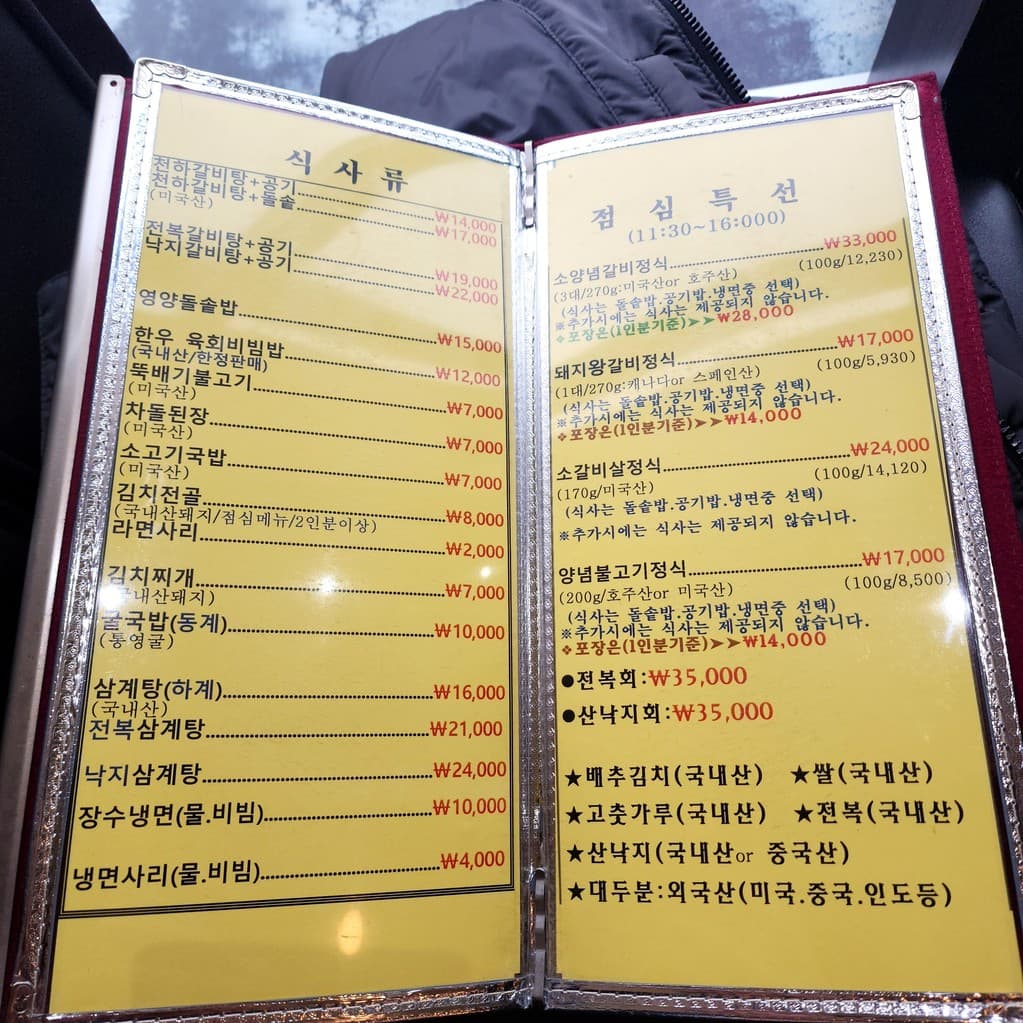 식 사 류
천하갈비탕+공기........₩14,000
천하갈비탕+돌솥........₩17,000
(미국산)
전복갈비탕+공기........₩19,000
낙지갈비탕+공기........₩22,000
영양돌솥밥........₩15,000
한우 육회비빔밥........₩12,000
(국내산/한정판매)
뚝배기불고기........₩7,000
(미국산)
차돌된장........₩7,000
(미국산)
소고기국밥........₩7,000
(미국산)
김치전골........₩8,000
(국내산돼지/점심메뉴/2인분이상)
라면사리........₩2,000
김치찌개........₩7,000
국내산돼지)
굴국밥(동계)........₩10,000
(통영굴)
삼계탕(하계)........₩16,000
(국내산)
전복삼계탕........₩21,000
낙지삼계탕........₩24,000
장수냉면(물.비빔)........₩10,000
냉면사리(물.비빔)........₩4,000
점 심 특 선
(11:30~16:000)
소양념갈비정식........₩33,000
(3대/270g:미국산or 호주산) (100g/12,230)
(식사는 돌솥밥.공기밥.냉면중 선택)
※추가시에는 식사는 제공되지 않습니다.
❖포장은(1인분기준)➤➤₩28,000
돼지왕갈비정식........₩17,000
(1대/270g:캐나다or 스페인산) (100g/5,930)
(식사는 돌솥밥.공기밥.냉면중 선택)
※추가시에는 식사는 제공되지 않습니다.
❖포장은(1인분기준)➤➤₩14,000
소갈비살정식........₩24,000
(170g/미국산) (100g/14,120)
(식사는 돌솥밥.공기밥.냉면중 선택)
※추가시에는 식사는 제공되지 않습니다.
양념불고기정식........₩17,000
(200g/호주산or 미국산) (100g/8,500)
(식사는 돌솥밥.공기밥.냉면중 선택)
※추가시에는 식사는 제공되지 않습니다.
❖포장은(1인분기준)➤➤₩14,000
●전복회:₩35,000
●산낙지회:₩35,000
★배추김치(국내산) ★쌀(국내산)
★고춧가루(국내산) ★전복(국내산)
★산낙지(국내산or 중국산)
★대두분:외국산(미국.중국.인도등)